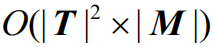 O(|T|² × |M|)